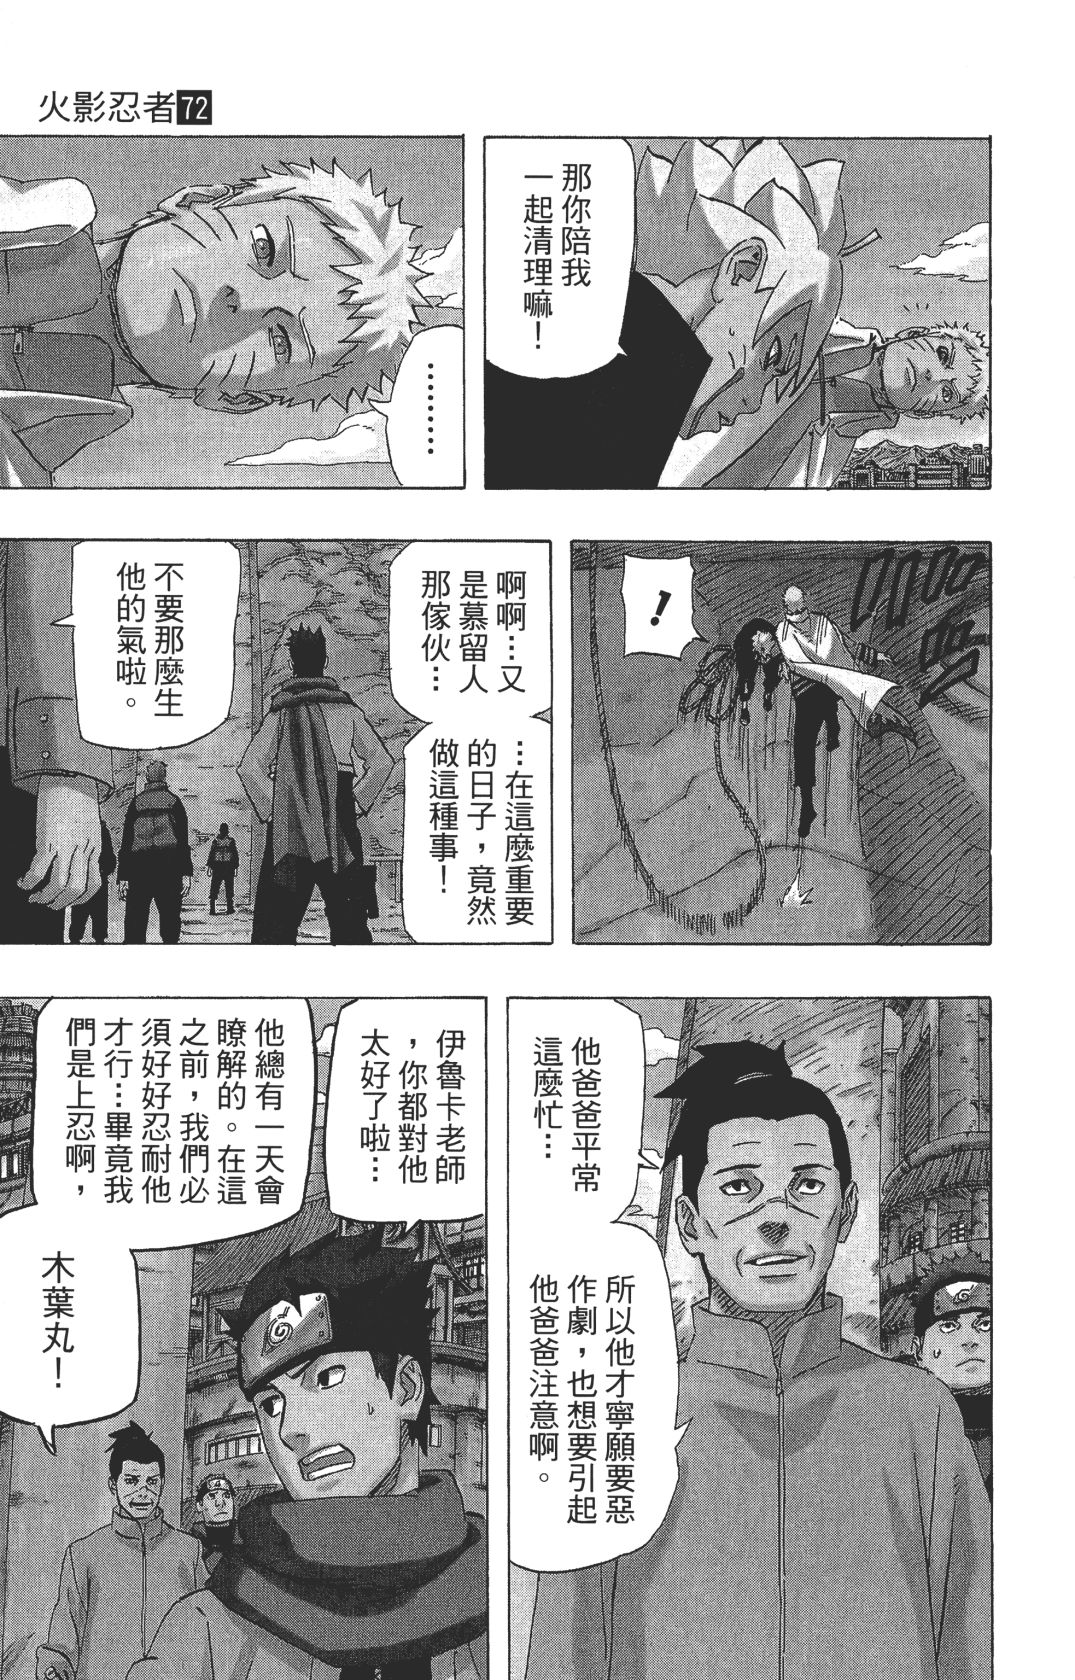 火影忍者72
那你陪我
一起清理嘛！
………
！
啊啊…又
是慕留人
那傢伙…
…在這麼重要
的日子，竟然
做這種事！
不要那麼生
他的氣啦。
他爸爸平常
這麼忙…
所以他才寧願要惡
作劇，也想要引起
他爸爸注意啊。
伊魯卡老師
，你都對他
太好了啦…
他總有一天會
瞭解的。在這
之前，我們必
須好好忍耐他
才行…畢竟我
們是上忍啊，
木葉丸！